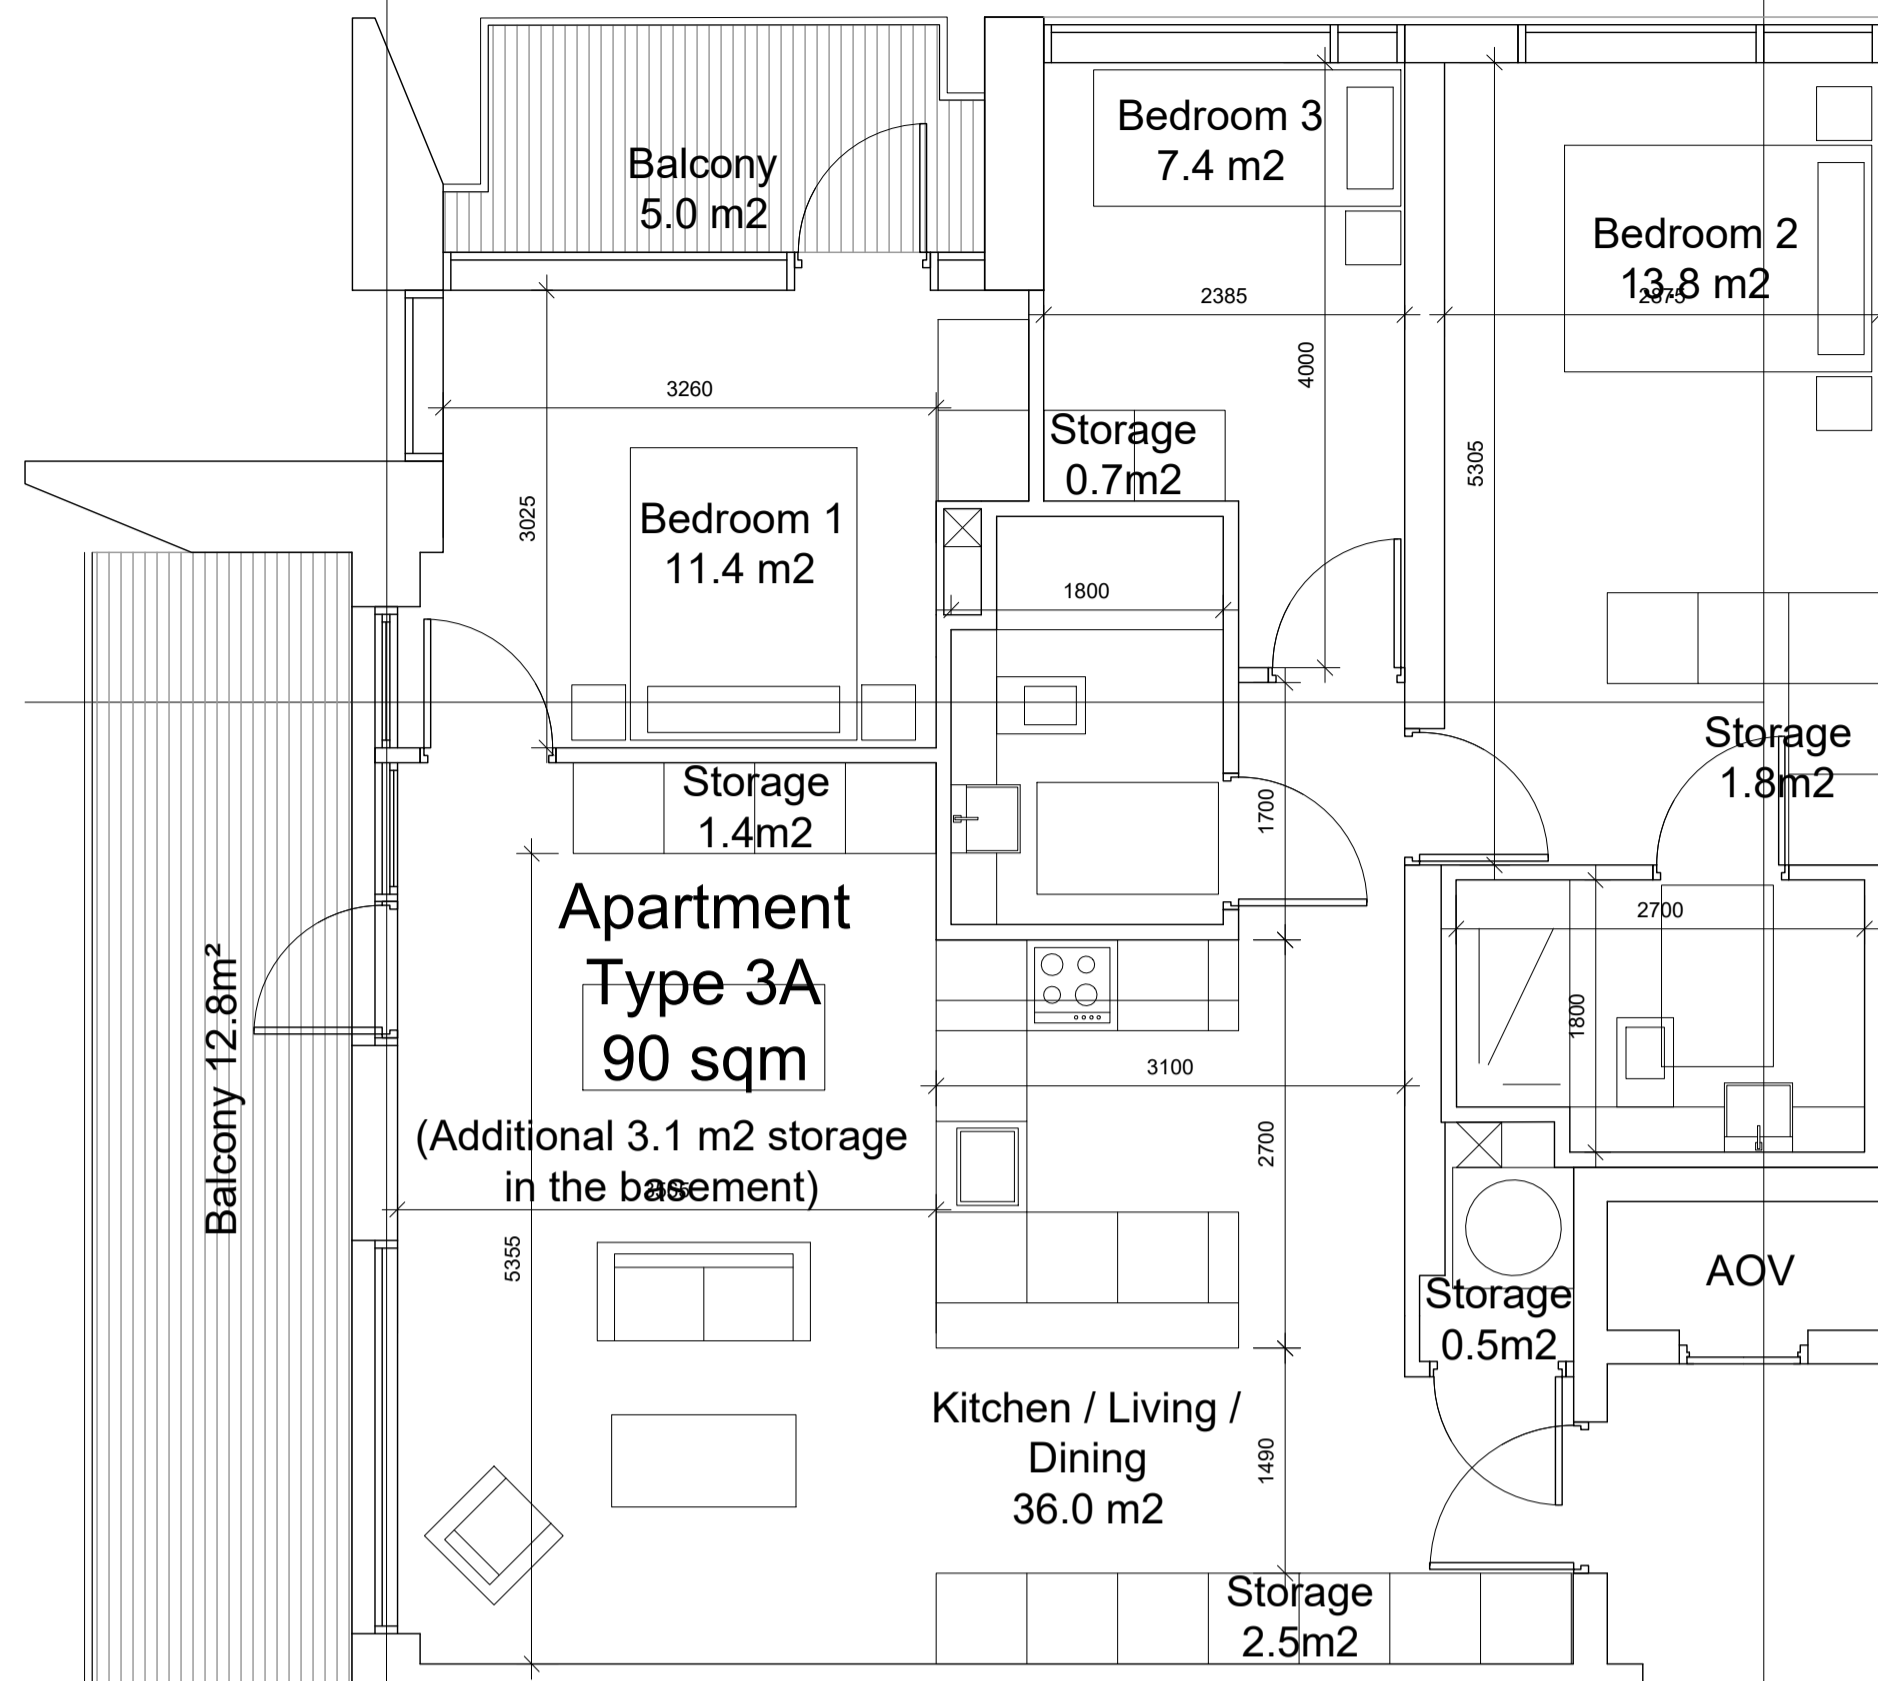 Balcony
5.0 m2
Bedroom 3
7.4 m2
Bedroom 2
13.8 m2
2875
2385
4000
3260
Storage
0.7m2
5305
3025
Bedroom 1
11.4 m2
1800
Storage
1.8m2
Storage
1.4m2
1700
Apartment
Type 3A
90 sqm
(Additional 3.1 m2 storage
in the basement)
2700
1800
Balcony 12.8m²
3100
2700
5355
AOV
Storage
0.5m2
Kitchen / Living /
Dining
36.0 m2
1490
Storage
2.5m2